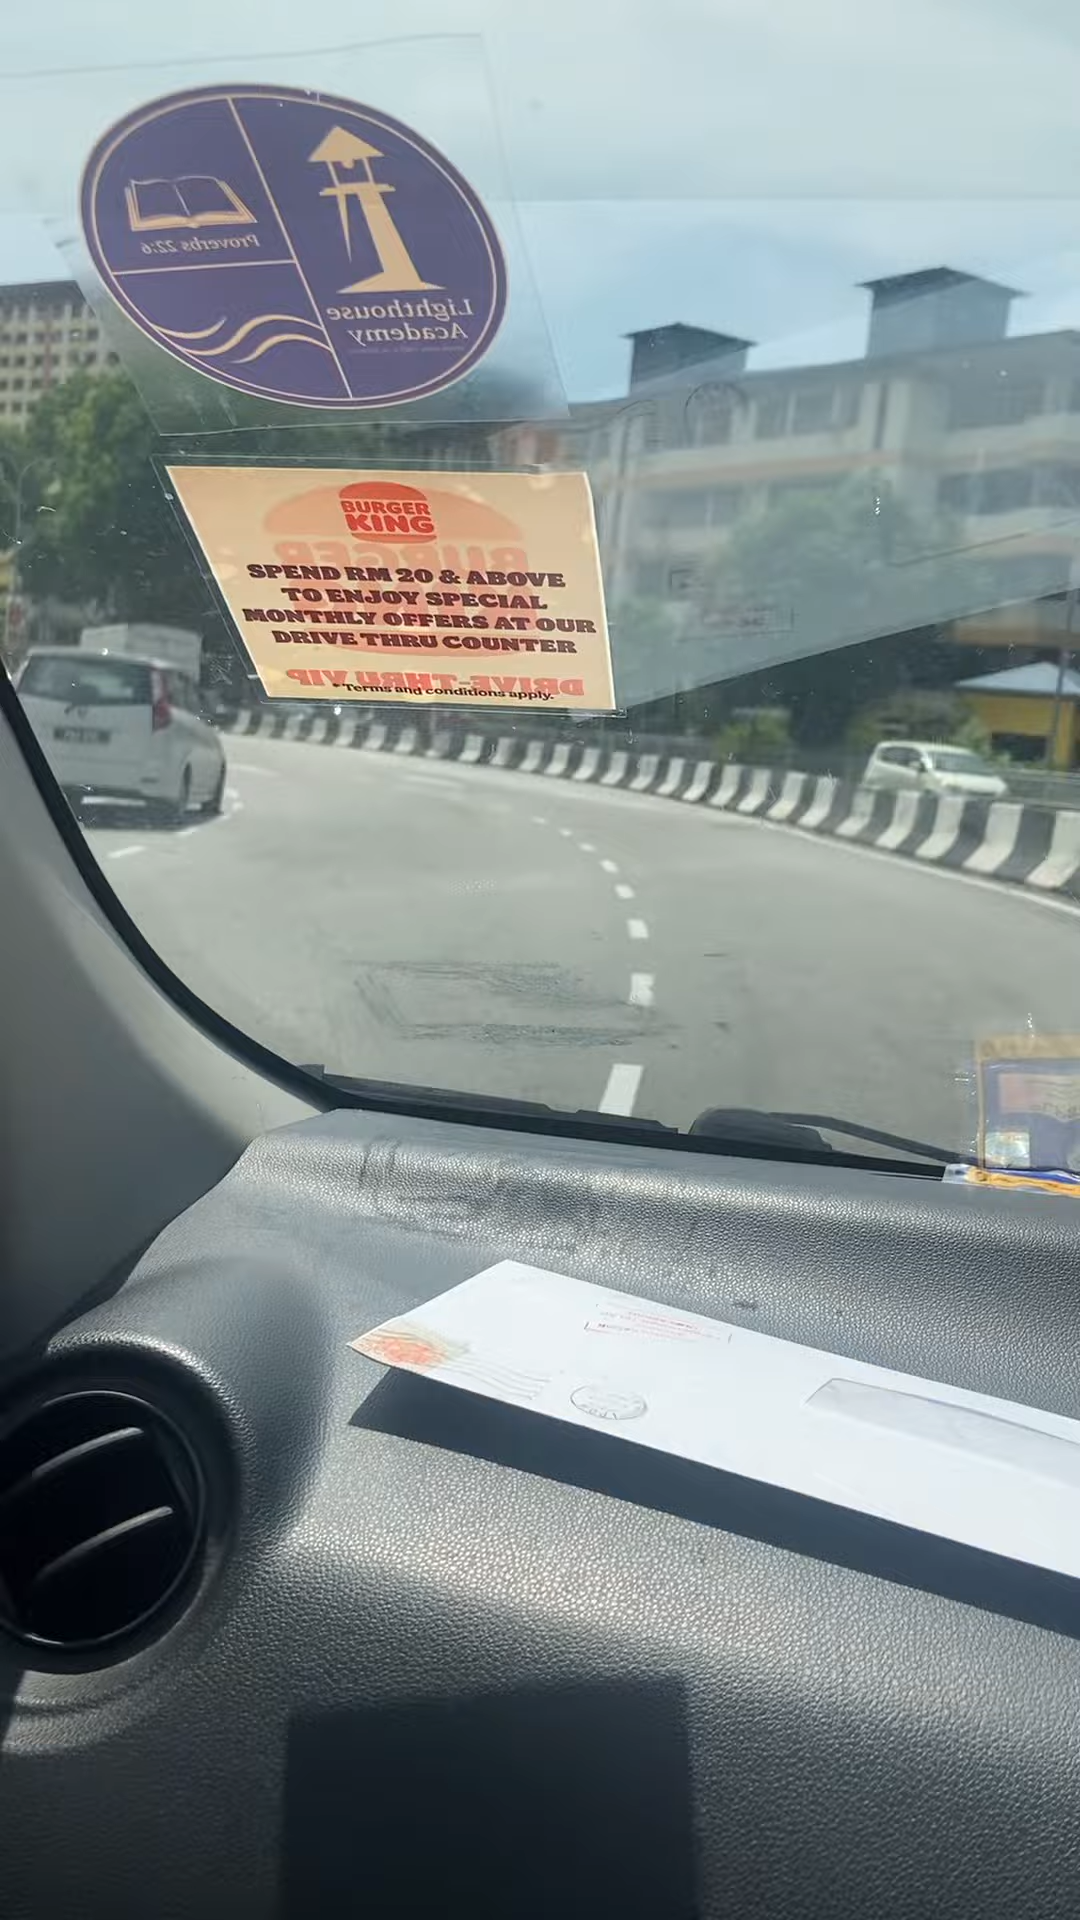 Proverbs 22:6
Lighthouse
Academy
BURGER
KING
SPEND RM 20 & ABOVE
TO ENJOY SPECIAL
MONTHLY OFFERS AT OUR
DRIVE THRU COUNTER
DRIVE-THRU VIP
* Terms and conditions apply.